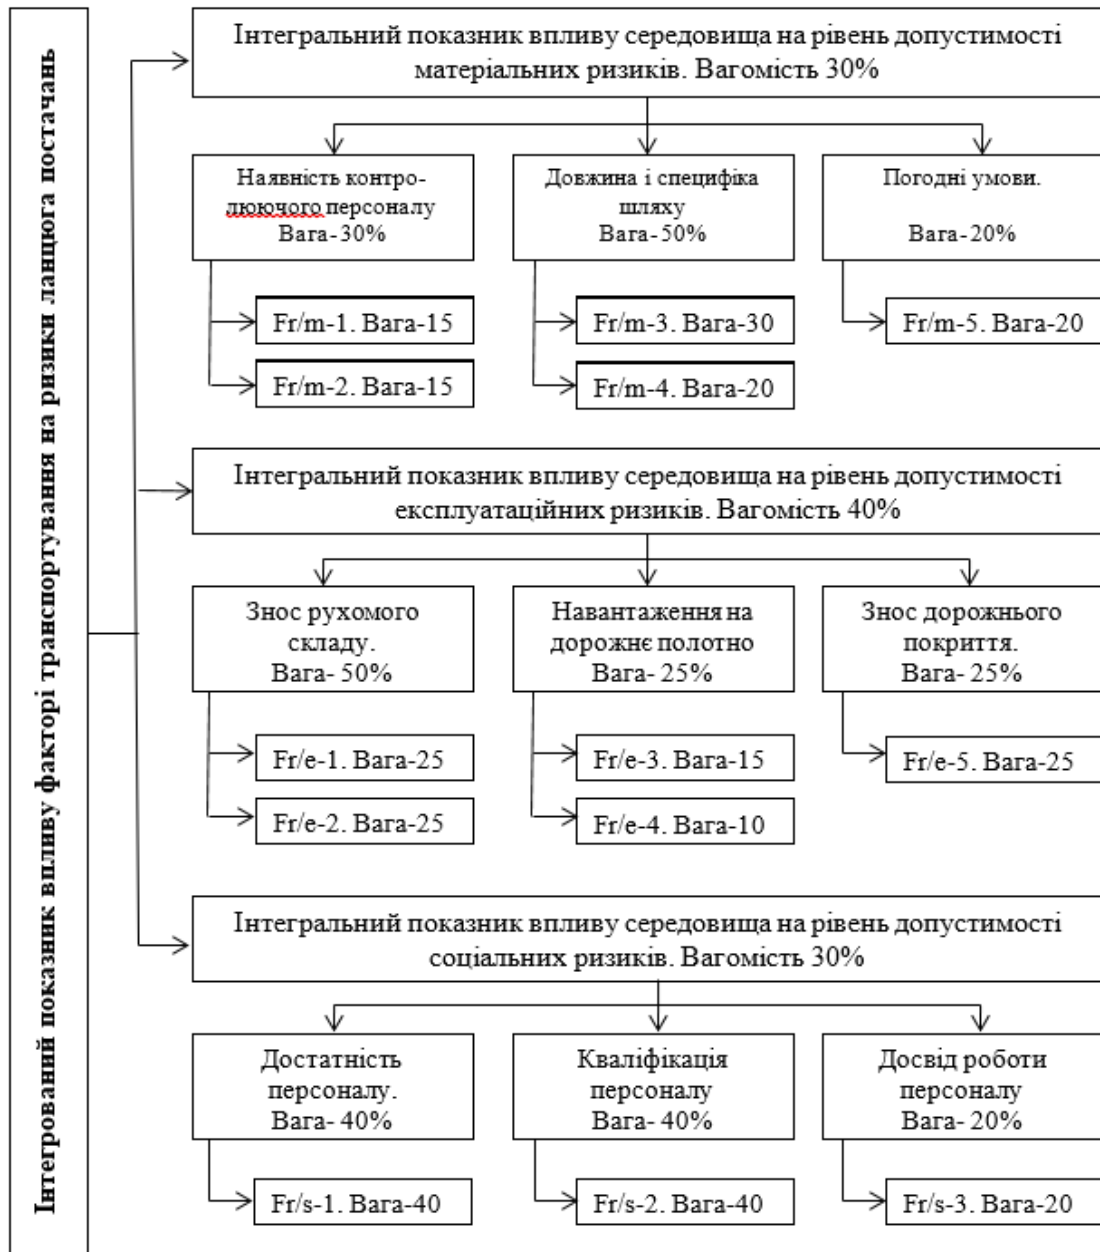 Інтегрований показник впливу факторі транспортування на ризики ланцюга постачань
Інтегральний показник впливу середовища на рівень допустимості
матеріальних ризиків. Вагомість 30%
Наявність контро-
люючого персоналу
Вага- 30%
Довжина і специфіка
шляху
Вага- 50%
Погодні умови.
Вага- 20%
Fr/m-1. Вага-15
Fr/m-3. Вага-30
Fr/m-5. Вага-20
Fr/m-2. Вага-15
Fr/m-4. Вага-20
Інтегральний показник впливу середовища на рівень допустимості
експлуатаційних ризиків. Вагомість 40%
Знос рухомого
складу.
Вага- 50%
Навантаження на
дорожнє полотно
Вага- 25%
Знос дорожнього
покриття.
Вага- 25%
Fr/e-1. Вага-25
Fr/e-3. Вага-15
Fr/e-5. Вага-25
Fr/e-2. Вага-25
Fr/e-4. Вага-10
Інтегральний показник впливу середовища на рівень допустимості
соціальних ризиків. Вагомість 30%
Достатність
персоналу.
Вага- 40%
Кваліфікація
персоналу
Вага- 40%
Досвід роботи
персоналу
Вага- 20%
Fr/s-1. Вага-40
Fr/s-2. Вага-40
Fr/s-3. Вага-20